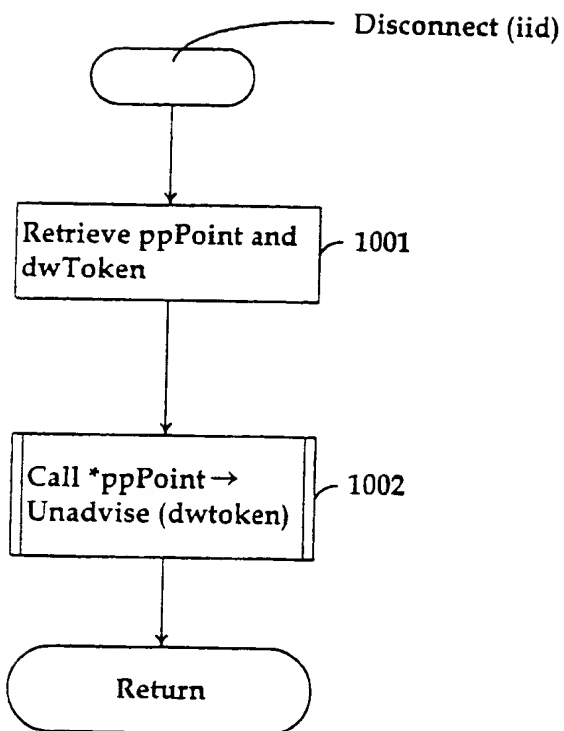 Disconnect (iid)
Retrieve ppPoint and
dwToken
1001
Call *ppPoint→
Unadvise (dwtoken)
1002
Return